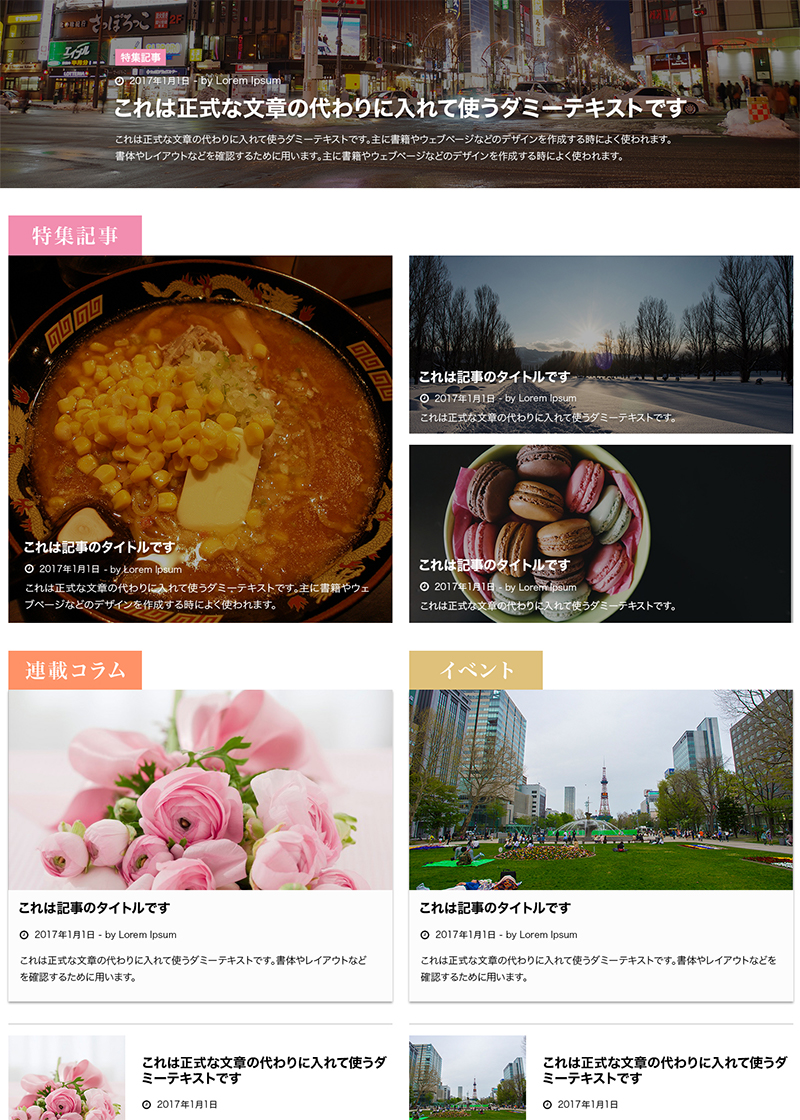 さっぽろっこ 2F
エイブル
LOTTERIA
特集記事
2017年1月1日 - by Lorem Ipsum
これは正式な文章の代わりに入れて使うダミーテキストです
これは正式な文章の代わりに入れて使うダミーテキストです。主に書籍やウェブページなどのデザインを作成する時によく使われます。
書体やレイアウトなどを確認するために用います。主に書籍やウェブページなどのデザインを作成する時によく使われます。
特集記事
これは記事のタイトルです
2017年1月1日 - by Lorem Ipsum
これは正式な文章の代わりに入れて使うダミーテキストです。主に書籍やウェ
ブページなどのデザインを作成する時によく使われます。
これは記事のタイトルです
2017年1月1日 - by Lorem Ipsum
これは正式な文章の代わりに入れて使うダミーテキストです。
これは記事のタイトルです
2017年1月1日 - by Lorem Ipsum
これは正式な文章の代わりに入れて使うダミーテキストです。
連載コラム
これは記事のタイトルです
2017年1月1日 - by Lorem Ipsum
これは正式な文章の代わりに入れて使うダミーテキストです。書体やレイアウトなど
を確認するために用います。
イベント
これは記事のタイトルです
2017年1月1日 - by Lorem Ipsum
これは正式な文章の代わりに入れて使うダミーテキストです。書体やレイアウトなどを
確認するために用います。
これは正式な文章の代わりに入れて使うダ
ミーテキストです
2017年1月1日
これは正式な文章の代わりに入れて使うダ
ミーテキストです
2017年1月1日